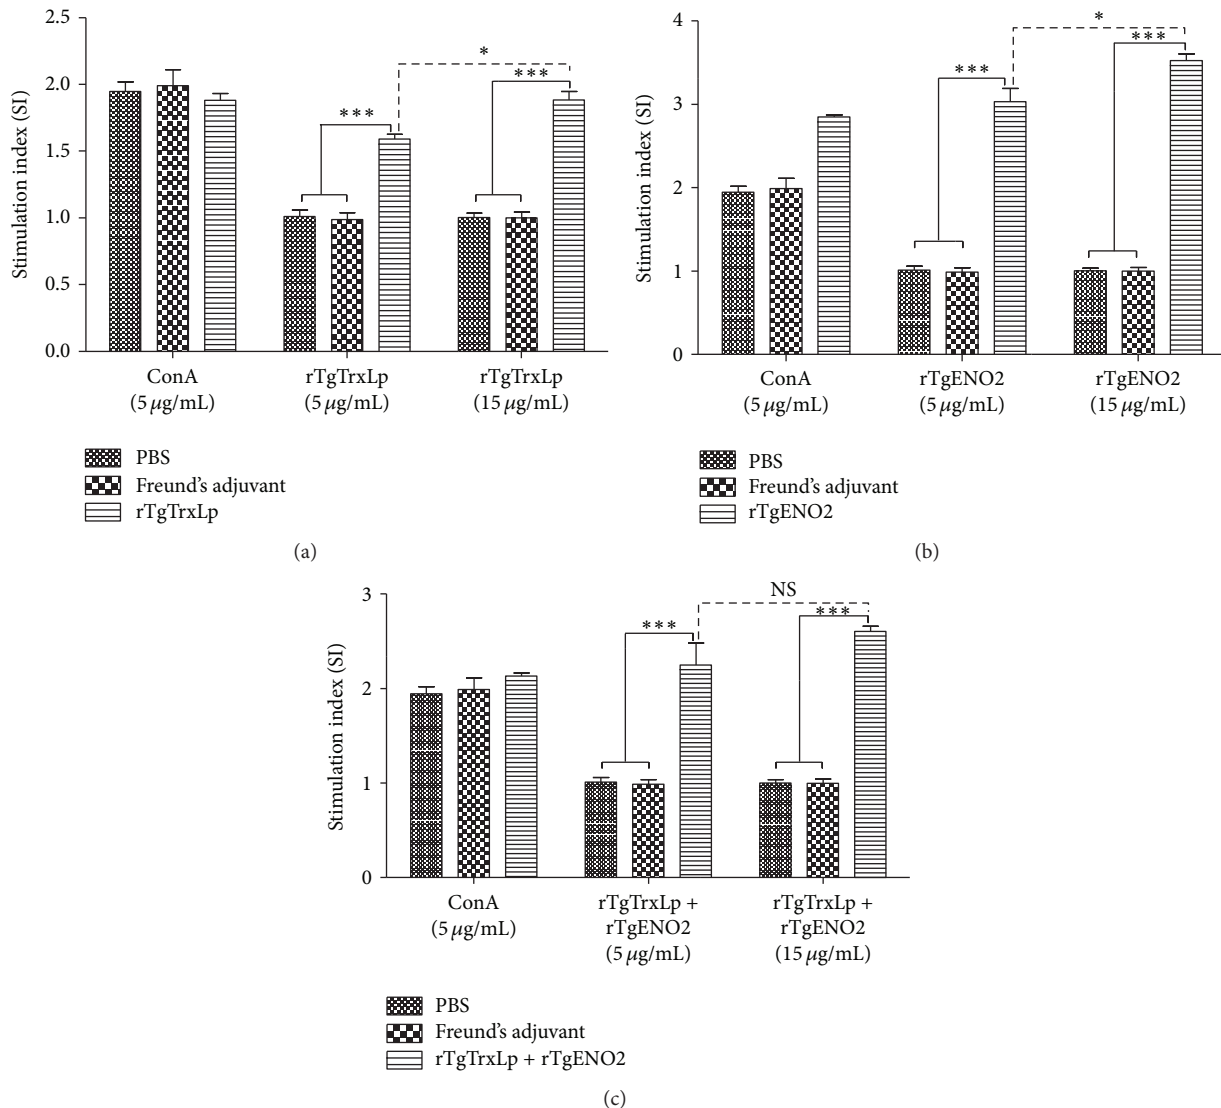 2.5
2.0
1.5
1.0
0.5
0.0
Stimulation index (SI)
***
***
*
ConA
(5 μg/mL)
rTgTrxLp
(5 μg/mL)
rTgTrxLp
(15 μg/mL)
PBS
Freund's adjuvant
rTgTrxLp
(a)
4
3
2
1
0
Stimulation index (SI)
***
***
*
ConA
(5 μg/mL)
rTgENO2
(5 μg/mL)
rTgENO2
(15 μg/mL)
PBS
Freund's adjuvant
rTgENO2
(b)
3
2
1
0
Stimulation index (SI)
***
NS
***
ConA
(5 μg/mL)
rTgTrxLp +
rTgENO2
(5 μg/mL)
rTgTrxLp +
rTgENO2
(15 μg/mL)
PBS
Freund's adjuvant
rTgTrxLp + rTgENO2
(c)